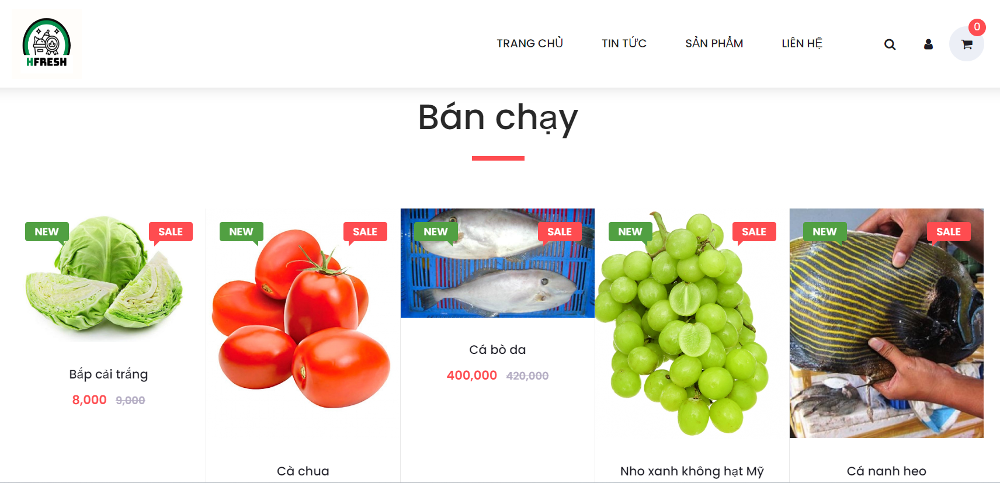 HFRESH
TRANG CHỦ
TIN TỨC
SẢN PHẨM
LIÊN HỆ
0
Bán chạy
NEW
SALE
Bắp cải trắng
8,000 9,000
NEW
SALE
Cà chua
NEW
SALE
Cá bò da
400,000 420,000
NEW
SALE
Nho xanh không hạt Mỹ
NEW
SALE
Cá nanh heo